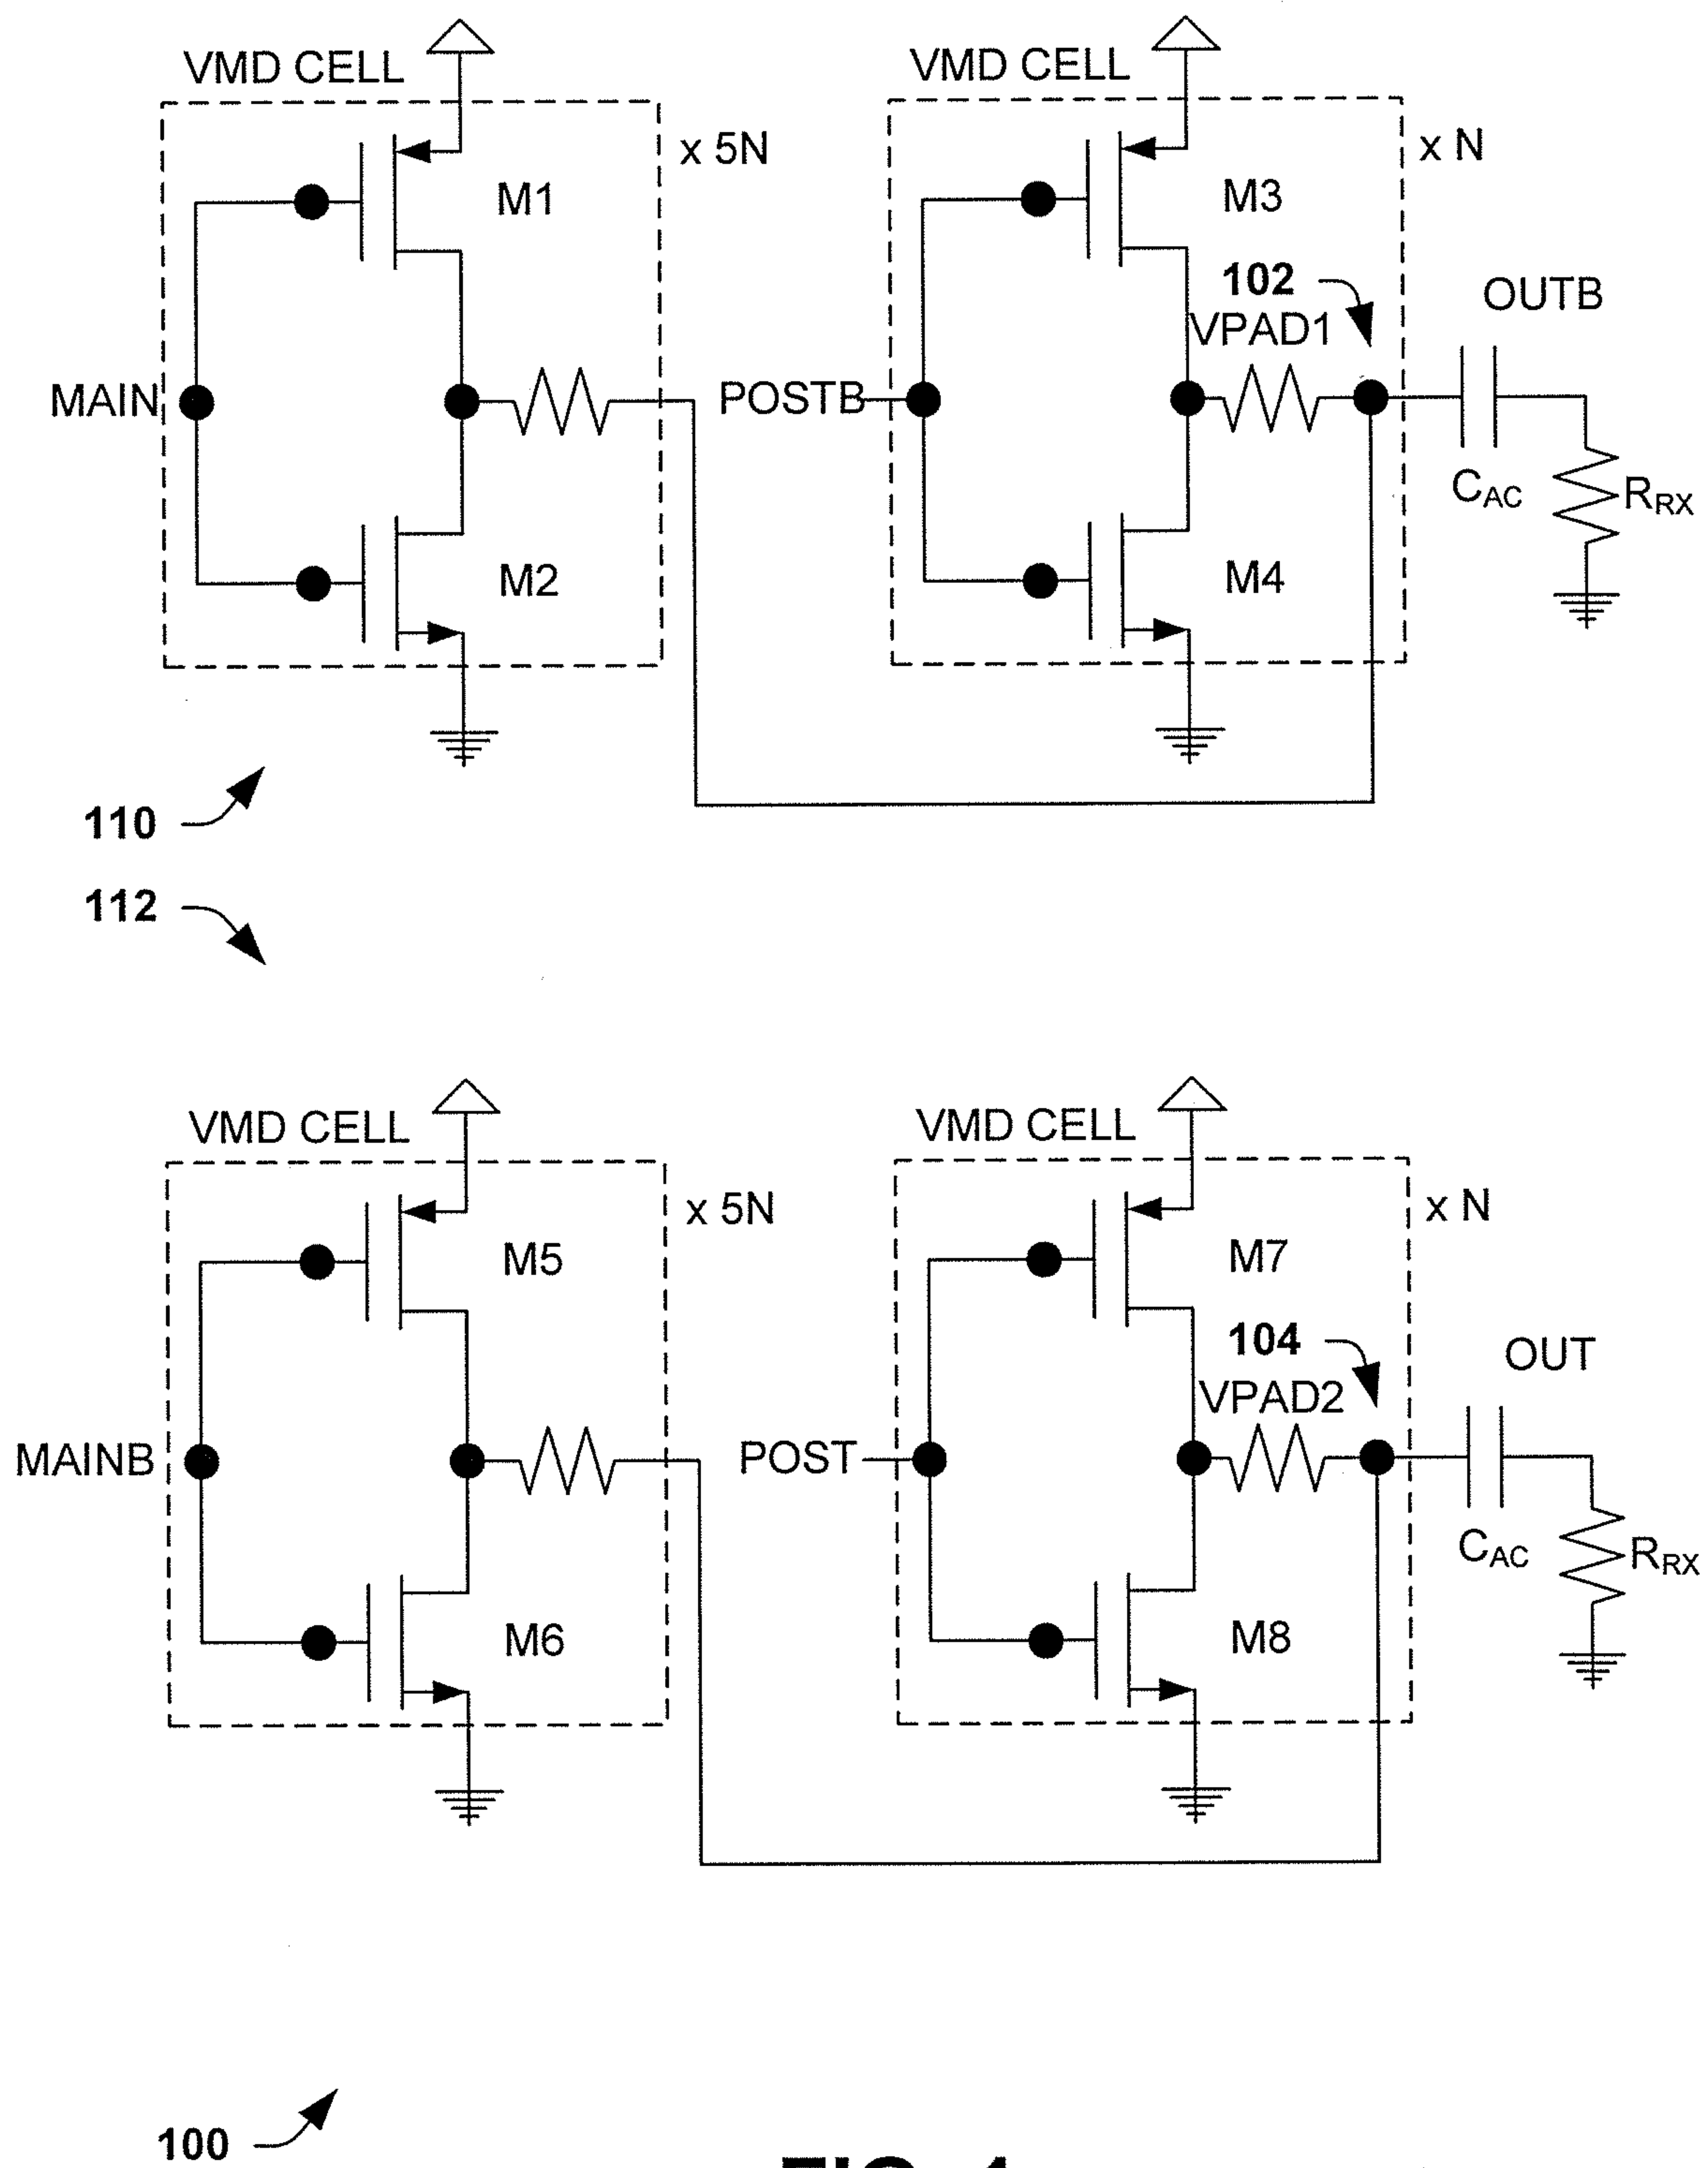 VMD CELL
VMD CELL
x 5N
x N
M1
M3
102
OUTB
VPAD1
MAIN
POSTB
CAC
RRX
M2
M4
110
112
VMD CELL
VMD CELL
x 5N
x N
M5
M7
104
OUT
VPAD2
MAINB
POST
CAC
RRX
M6
M8
100